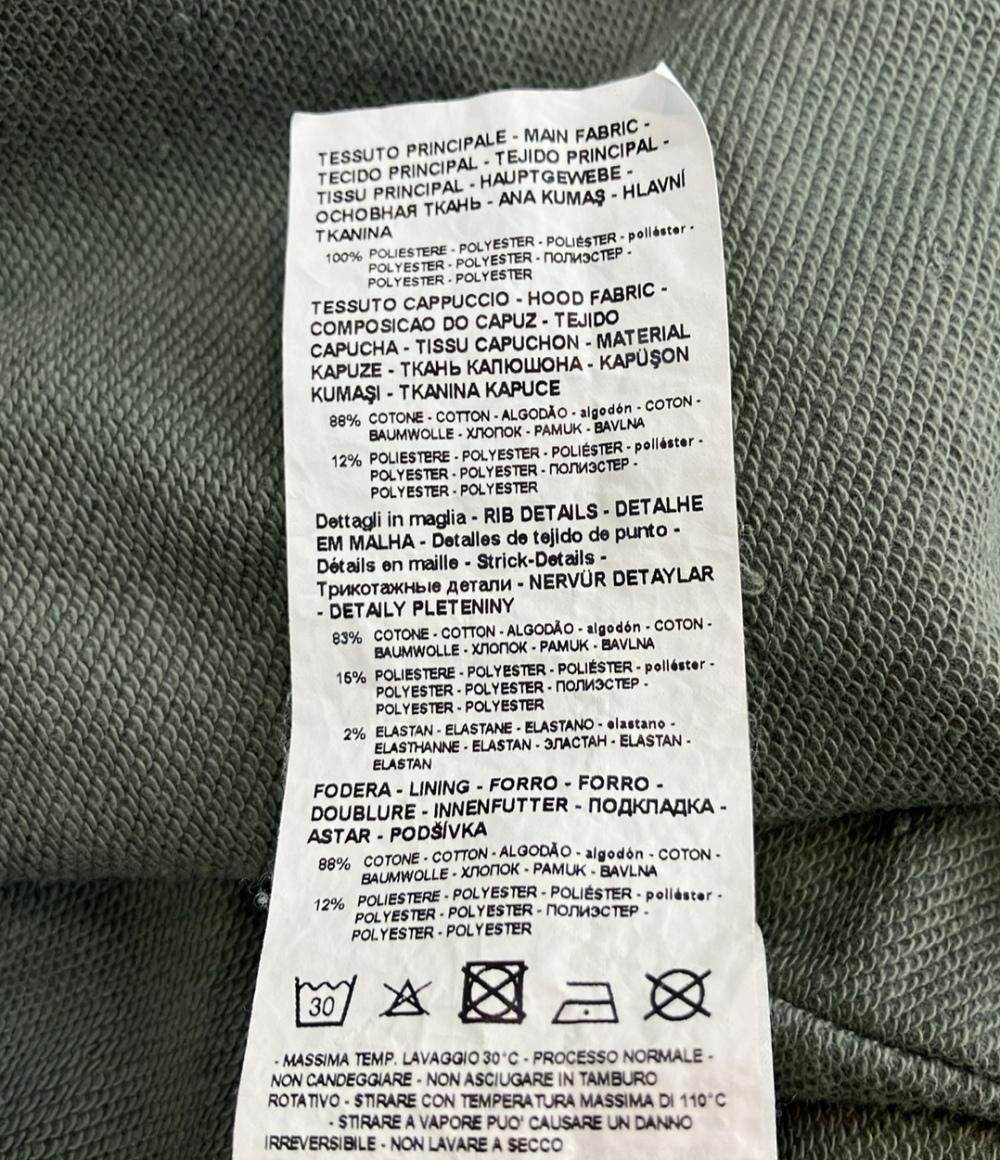 TESSUTO PRINCIPALE - MAIN FABRIC -
TECIDO PRINCIPAL - TEJIDO PRINCIPAL -
TISSU PRINCIPAL - HAUPTGEWEBE -
ОСНОВНАЯ ТКАНЬ - ANA KUMAŞ - HLAVNÍ
TKANINA
100% POLIESTERE - POLYESTER - POLIÉSTER - poliéster -
POLYESTER - POLYESTER - ПОЛИЭСТЕР -
POLYESTER - POLYESTER
TESSUTO CAPPUCCIO - HOOD FABRIC -
COMPOSICAO DO CAPUZ - TEJIDO
CAPUCHA - TISSU CAPUCHON - MATERIAL
KAPUZE - ТКАНЬ КАПЮШОНА - KAPÜŞON
KUMAŞI - TKANINA KAPUCE
88% COTONE - COTTON - ALGODÃO - algodón - COTON -
BAUMWOLLE - ХЛОПОК - PAMUK - BAVLNA
12% POLIESTERE - POLYESTER - POLIÉSTER - poliéster -
POLYESTER - POLYESTER - ПОЛИЭСТЕР -
POLYESTER - POLYESTER
Dettagli in maglia - RIB DETAILS - DETALHE
EM MALHA - Detalles de tejido de punto -
Détails en maille - Strick-Details -
Трикотажные детали - NERVÜR DETAYLAR
- DETAILY PLETENINY
83% COTONE - COTTON - ALGODÃO - algodón - COTON -
BAUMWOLLE - ХЛОПОК - PAMUK - BAVLNA
15% POLIESTERE - POLYESTER - POLIÉSTER - poliéster -
POLYESTER - POLYESTER - ПОЛИЭСТЕР -
POLYESTER - POLYESTER
2% ELASTAN - ELASTANE - ELASTANO - elastano -
ELASTHANNE - ELASTAN - ЭЛАСТАН - ELASTAN -
ELASTAN
FODERA - LINING - FORRO - FORRO -
DOUBLURE - INNENFUTTER - ПОДКЛАДКА -
ASTAR - PODŠÍVKA
88% COTONE - COTTON - ALGODÃO - algodón - COTON -
BAUMWOLLE - ХЛОПОК - PAMUK - BAVLNA
12% POLIESTERE - POLYESTER - POLIÉSTER - poliéster -
POLYESTER - POLYESTER - ПОЛИЭСТЕР -
POLYESTER - POLYESTER
30
- MASSIMA TEMP. LAVAGGIO 30°C - PROCESSO NORMALE -
NON CANDEGGIARE - NON ASCIUGARE IN TAMBURO
ROTATIVO - STIRARE CON TEMPERATURA MASSIMA DI 110°C
- STIRARE A VAPORE PUO' CAUSARE UN DANNO
IRREVERSIBILE - NON LAVARE A SECCO